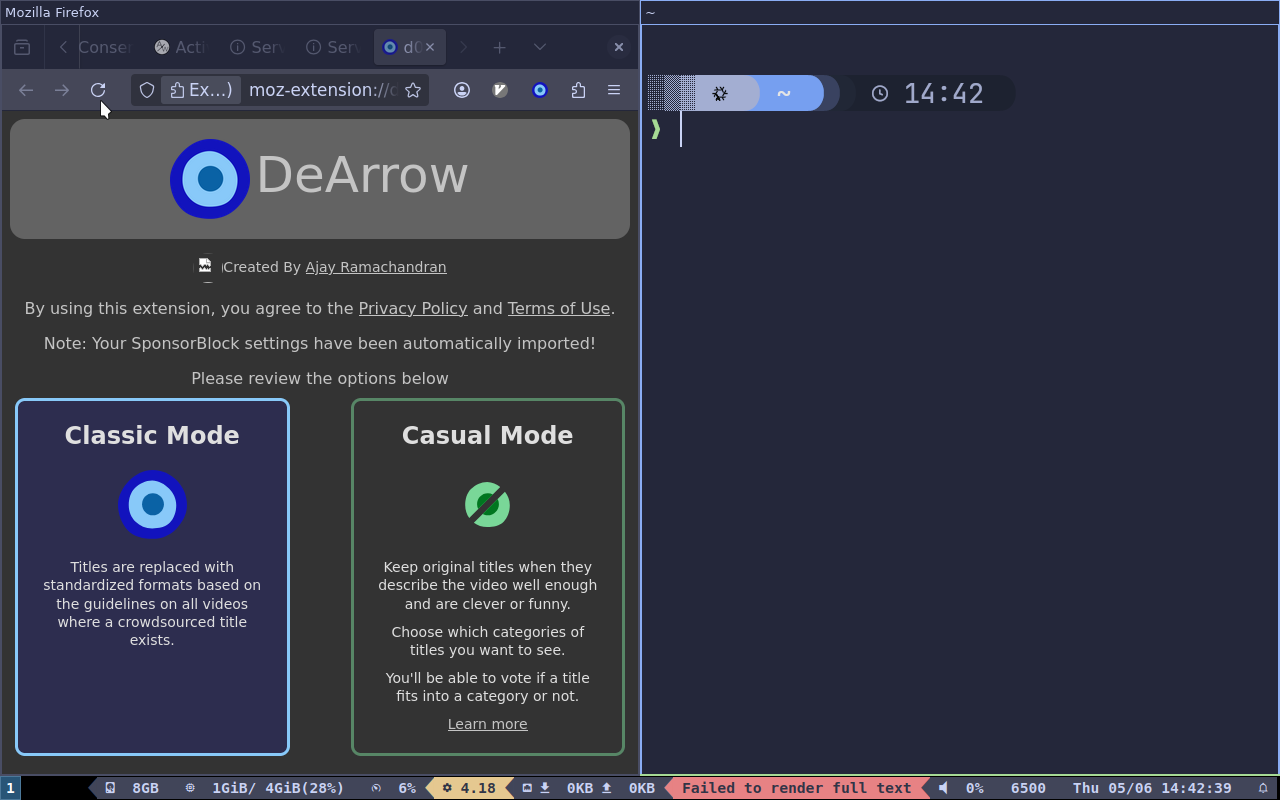 Mozilla Firefox
Conser Acti Serv Serv d0
Ex...) moz-extension://d
DeArrow
Created By Ajay Ramachandran
By using this extension, you agree to the Privacy Policy and Terms of Use.
Note: Your SponsorBlock settings have been automatically imported!
Please review the options below
Classic Mode
Titles are replaced with
standardized formats based on
the guidelines on all videos
where a crowdsourced title
exists.
Casual Mode
Keep original titles when they
describe the video well enough
and are clever or funny.
Choose which categories of
titles you want to see.
You'll be able to vote if a title
fits into a category or not.
Learn more
~
~ 14:42
❱
1 8GB 1GiB/ 4GiB(28%) 6% 4.18 0KB 0KB Failed to render full text 0% 6500 Thu 05/06 14:42:39